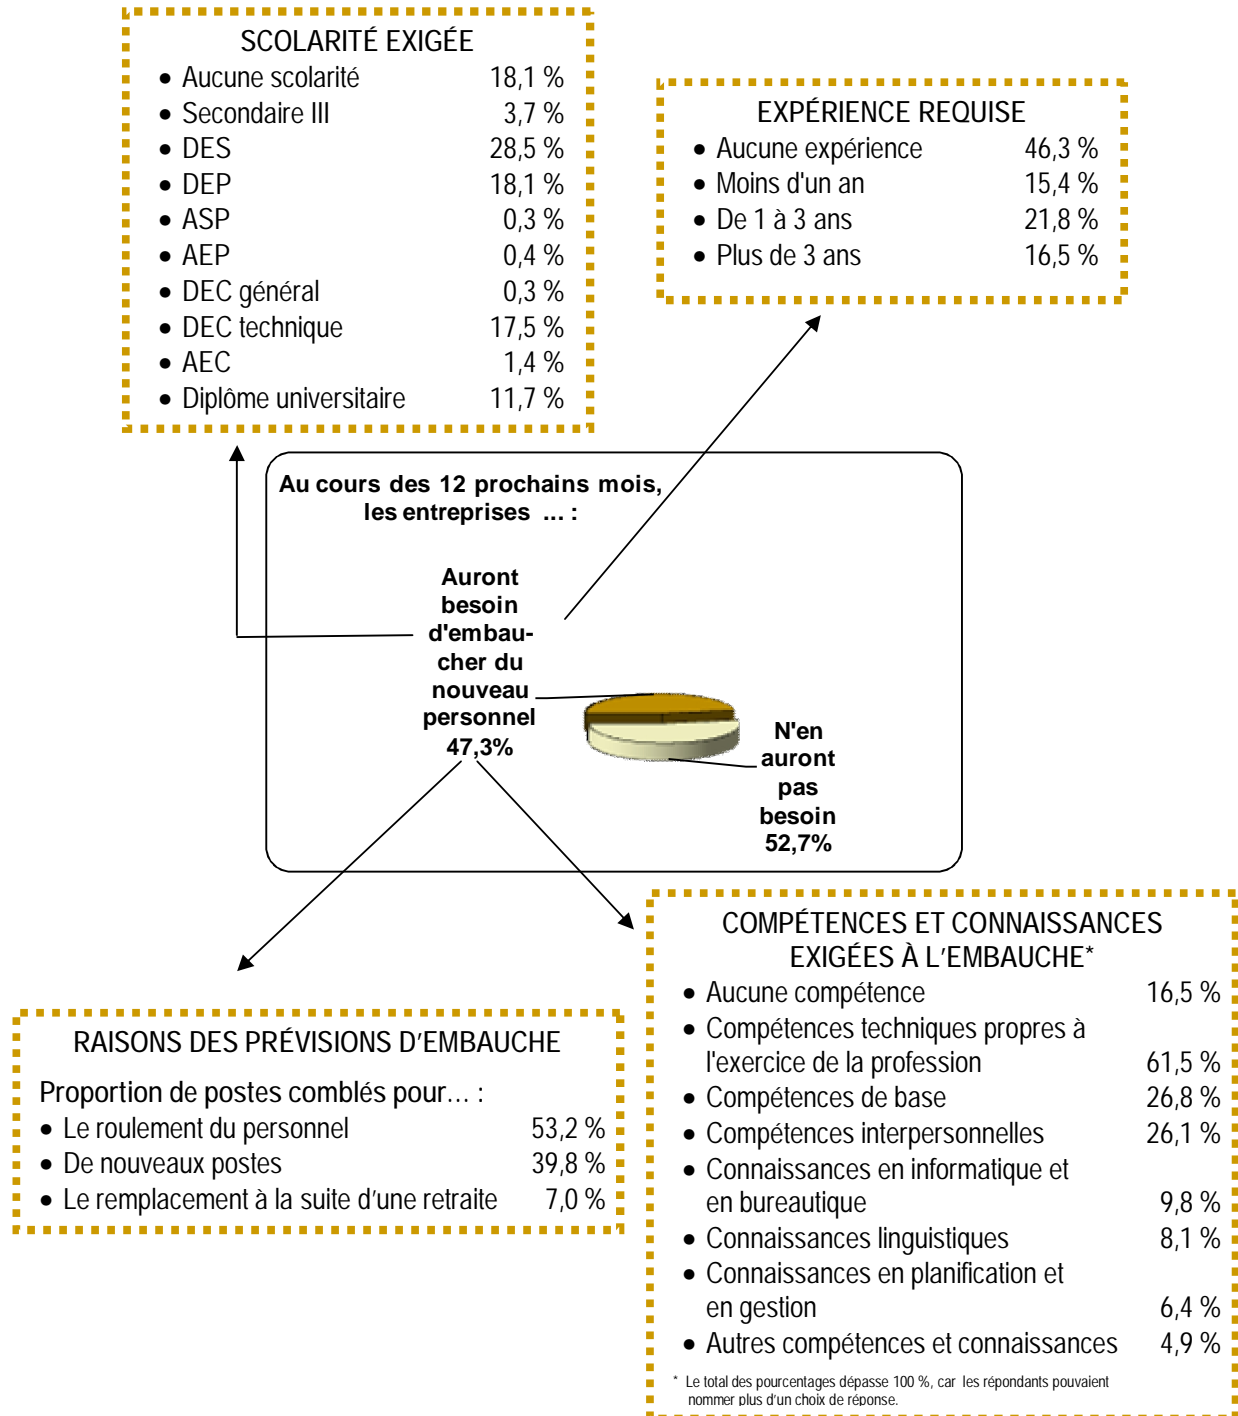 SCOLARITÉ EXIGÉE
• Aucune scolarité 18,1 %
• Secondaire III 3,7 %
• DES 28,5 %
• DEP 18,1 %
• ASP 0,3 %
• AEP 0,4 %
• DEC général 0,3 %
• DEC technique 17,5 %
• AEC 1,4 %
• Diplôme universitaire 11,7 %
EXPÉRIENCE REQUISE
• Aucune expérience 46,3 %
• Moins d'un an 15,4 %
• De 1 à 3 ans 21,8 %
• Plus de 3 ans 16,5 %
Au cours des 12 prochains mois,
les entreprises ... :
Auront
besoin
d'embau-
cher du
nouveau
personnel
47,3%
N'en
auront
pas
besoin
52,7%
RAISONS DES PRÉVISIONS D’EMBAUCHE
Proportion de postes comblés pour… :
• Le roulement du personnel 53,2 %
• De nouveaux postes 39,8 %
• Le remplacement à la suite d’une retraite 7,0 %
COMPÉTENCES ET CONNAISSANCES
EXIGÉES À L’EMBAUCHE*
• Aucune compétence 16,5 %
• Compétences techniques propres à
l'exercice de la profession 61,5 %
• Compétences de base 26,8 %
• Compétences interpersonnelles 26,1 %
• Connaissances en informatique et
en bureautique 9,8 %
• Connaissances linguistiques 8,1 %
• Connaissances en planification et
en gestion 6,4 %
• Autres compétences et connaissances 4,9 %
* Le total des pourcentages dépasse 100 %, car les répondants pouvaient
nommer plus d’un choix de réponse.